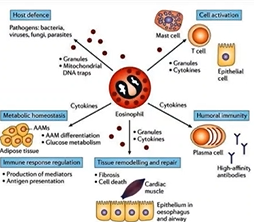 Host defence
Pathogens: bacteria,
viruses, fungi, parasites
• Granules
• Mitochondrial
DNA traps
Cell activation
Mast cell
T cell
• Granules
• Cytokines
Epithelial
cell
Metabolic homeostasis
Cytokines
Eosinophil
Cytokines
Humoral immunity
AAMs
• AAM differentiation
• Glucose metabolism
Adipose tissue
• Granules
• Cytokines
Plasma cell
High-affinity
antibodies
Immune response regulation
• Production of mediators
• Antigen presentation
Tissue remodelling and repair
• Fibrosis
• Cell death
Cardiac
muscle
Epithelium in
oesophagus
and airway